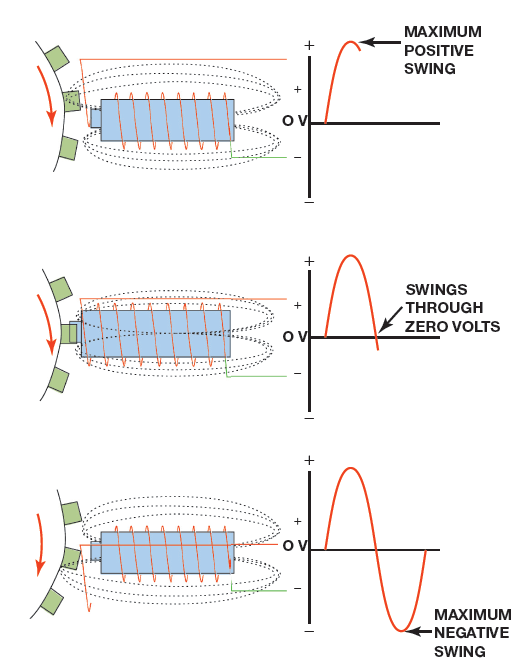 MAXIMUM
POSITIVE
SWING
+
+
O V
−
−
SWINGS
THROUGH
ZERO VOLTS
+
+
O V
−
−
+
+
O V
−
−
MAXIMUM
NEGATIVE
SWING